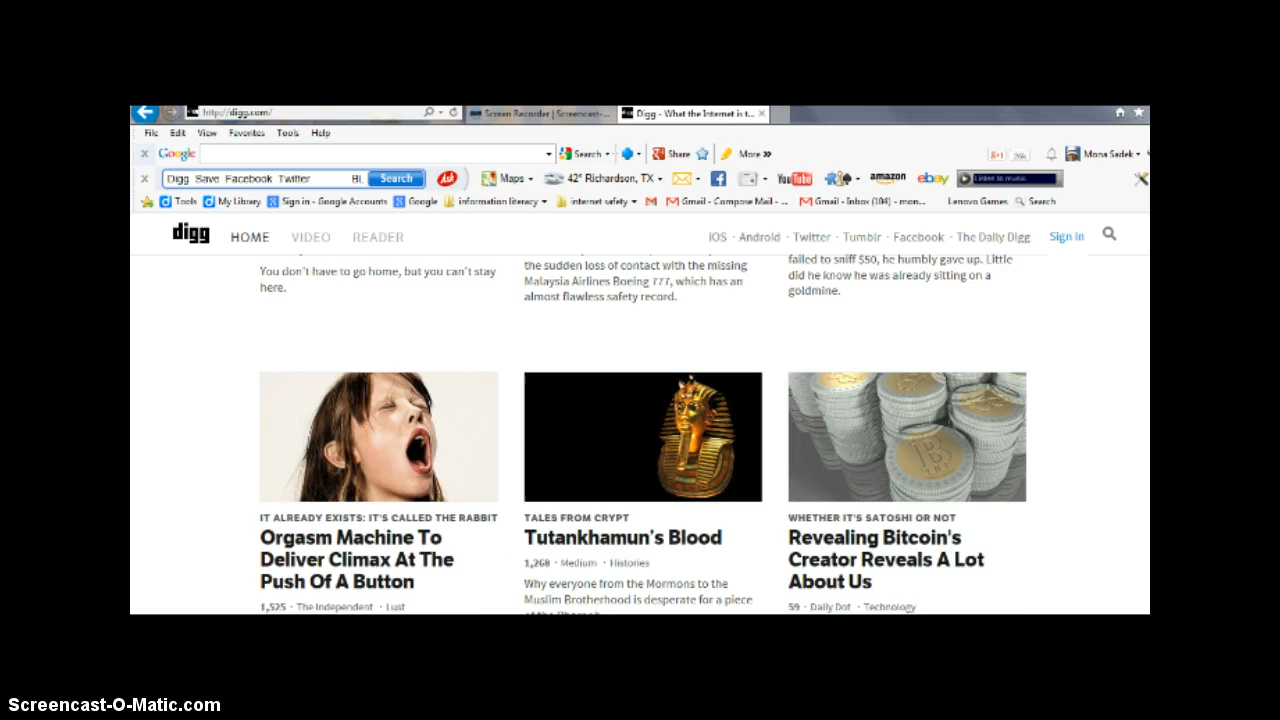 http://digg.com/
Screen Recorder | Screencast-...
Digg - What the Internet is t...
File Edit View Favorites Tools Help
Google Search Share More »
Mona Sadek
Digg Save Facebook Twitter BL Search Ask Maps 42° Richardson, TX YouTube amazon ebay Listen to music
Tools My Library Sign in - Google Accounts Google information literacy internet safety Gmail - Compose Mail - ... Gmail - Inbox (104) - mon... Lenovo Games Search
digg HOME VIDEO READER iOS · Android · Twitter · Tumblr · Facebook · The Daily Digg Sign In
You don't have to go home, but you can't stay
here.
the sudden loss of contact with the missing
Malaysia Airlines Boeing 777, which has an
almost flawless safety record.
failed to sniff $50, he humbly gave up. Little
did he know he was already sitting on a
goldmine.
IT ALREADY EXISTS: IT'S CALLED THE RABBIT
Orgasm Machine To
Deliver Climax At The
Push Of A Button
1,525 · The Independent · Lust
TALES FROM CRYPT
Tutankhamun's Blood
1,268 · Medium · Histories
Why everyone from the Mormons to the
Muslim Brotherhood is desperate for a piece
WHETHER IT'S SATOSHI OR NOT
Revealing Bitcoin's
Creator Reveals A Lot
About Us
59 · Daily Dot · Technology
Screencast-O-Matic.com